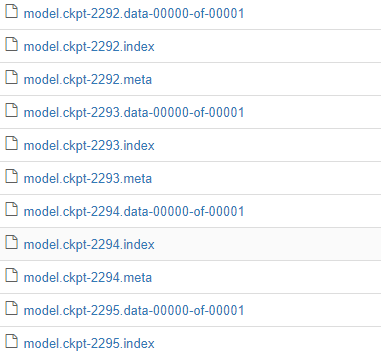 model.ckpt-2292.data-00000-of-00001
model.ckpt-2292.index
model.ckpt-2292.meta
model.ckpt-2293.data-00000-of-00001
model.ckpt-2293.index
model.ckpt-2293.meta
model.ckpt-2294.data-00000-of-00001
model.ckpt-2294.index
model.ckpt-2294.meta
model.ckpt-2295.data-00000-of-00001
model.ckpt-2295.index